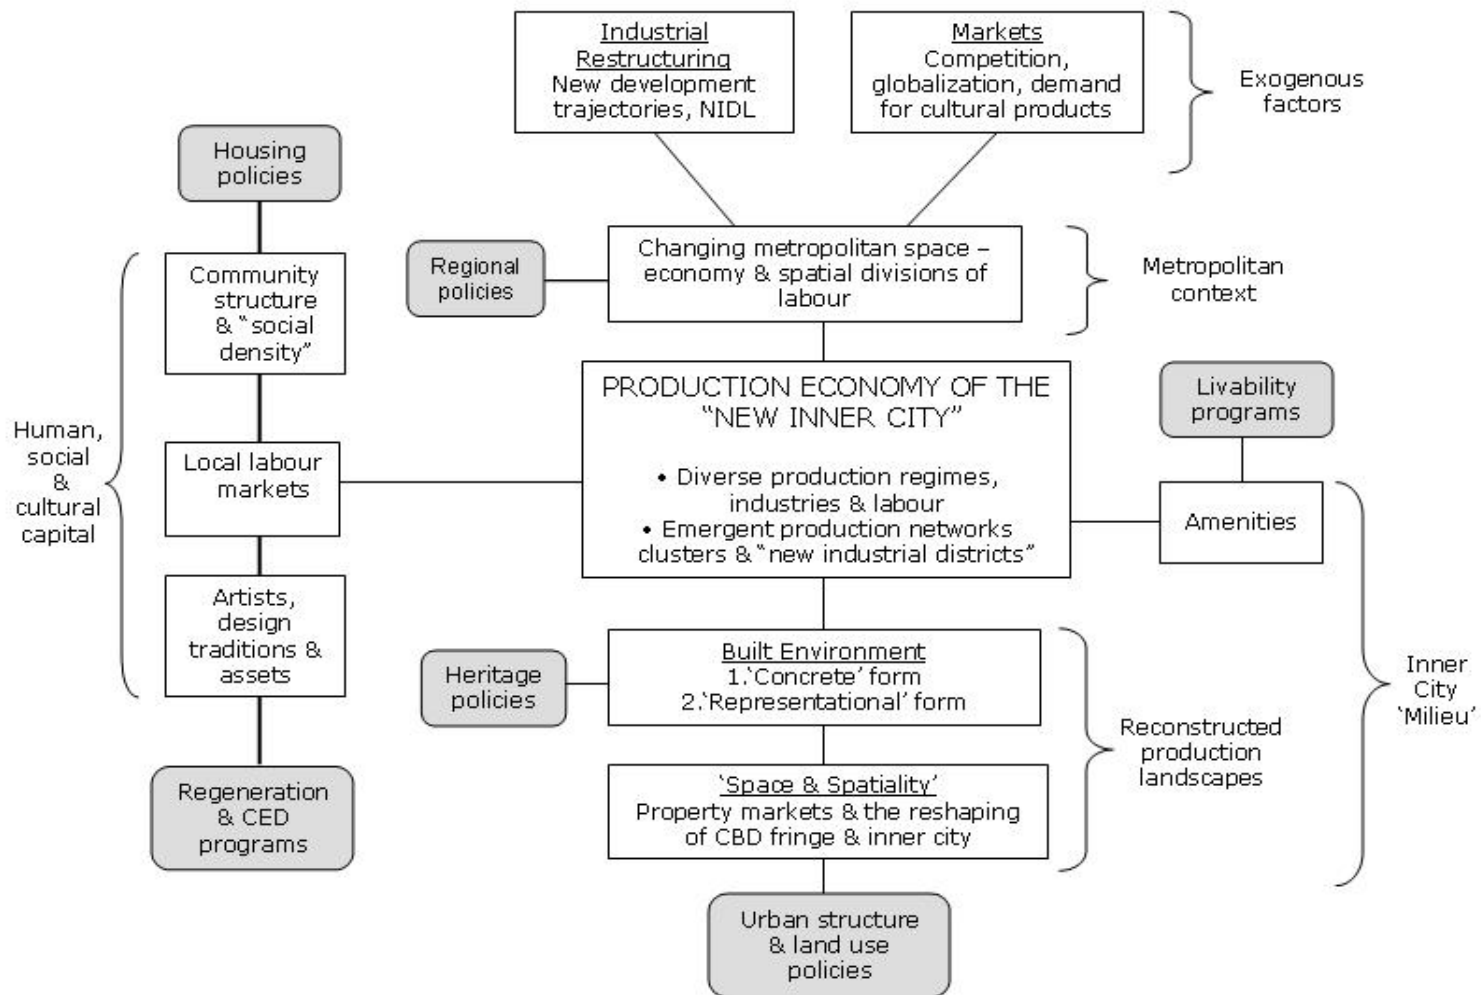 Industrial
Restructuring
New development
trajectories, NIDL
Markets
Competition,
globalization, demand
for cultural products
Exogenous
factors
Housing
policies
Community
structure
& “social
density”
Local labour
markets
Artists,
design
traditions &
assets
Regeneration
& CED
programs
Human,
social
&
cultural
capital
Regional
policies
Changing metropolitan space –
economy & spatial divisions of
labour
Metropolitan
context
PRODUCTION ECONOMY OF THE
“NEW INNER CITY”
• Diverse production regimes,
industries & labour
• Emergent production networks
clusters & “new industrial districts”
Livability
programs
Amenities
Heritage
policies
Built Environment
1.‘Concrete’ form
2.‘Representational’ form
‘Space & Spatiality’
Property markets & the reshaping
of CBD fringe & inner city
Reconstructed
production
landscapes
Inner
City
‘Milieu’
Urban structure
& land use
policies